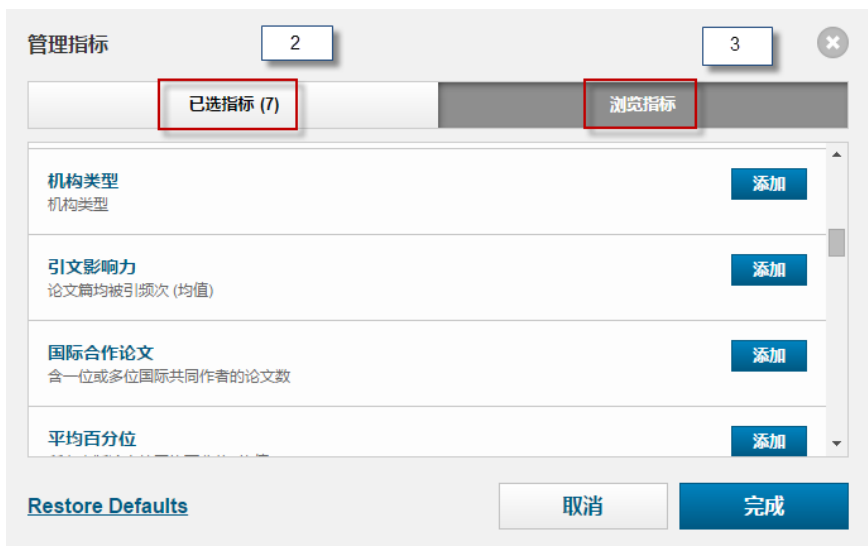 管理指标
2
3
已选指标 (7)
浏览指标
机构类型
添加
机构类型
引文影响力
添加
论文篇均被引频次 (均值)
国际合作论文
添加
含一位或多位国际共同作者的论文数
平均百分位
添加
Restore Defaults
取消
完成